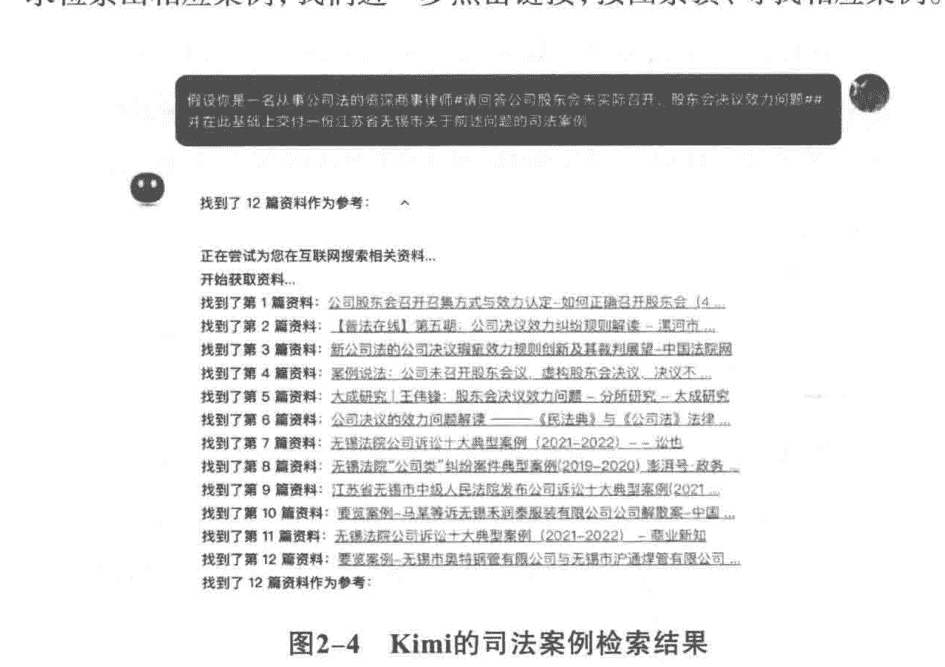 求检索出相应案例，我们进一步点击链接，按图索骥、寻找相应案例。
假设你是一名从事公司法的资深商事律师#请回答公司股东会未实际召开，股东会决议效力问题##
并在此基础上交付一份江苏省无锡市关于前述问题的司法案例
找到了 12 篇资料作为参考：
正在尝试为您在互联网搜索相关资料...
开始获取资料...
找到了第 1 篇资料：公司股东会召开召集方式与效力认定-如何正确召开股东会（4 ...
找到了第 2 篇资料：【普法在线】第五期：公司决议效力纠纷规则解读 - 漯河市 ...
找到了第 3 篇资料：新公司法的公司决议瑕疵效力规则创新及其裁判展望-中国法院网
找到了第 4 篇资料：案例说法：公司未召开股东会议，虚构股东会决议，决议不 ...
找到了第 5 篇资料：大成研究 | 王伟锋：股东会决议效力问题 - 分所研究 - 大成研究
找到了第 6 篇资料：公司决议的效力问题解读 ———《民法典》与《公司法》法律 ...
找到了第 7 篇资料：无锡法院公司诉讼十大典型案例（2021-2022）- - 讼也
找到了第 8 篇资料：无锡法院“公司类”纠纷案件典型案例(2019-2020)_澎湃号·政务 ...
找到了第 9 篇资料：江苏省无锡市中级人民法院发布公司诉讼十大典型案例(2021 ...
找到了第 10 篇资料：要览案例-马某等诉无锡禾润泰服装有限公司公司解散案-中国 ...
找到了第 11 篇资料：无锡法院公司诉讼十大典型案例（2021-2022） - 商业新知
找到了第 12 篇资料：要览案例-无锡市奥特钢管有限公司与无锡市沪通焊管有限公司 ...
找到了 12 篇资料作为参考：
图2-4 Kimi的司法案例检索结果